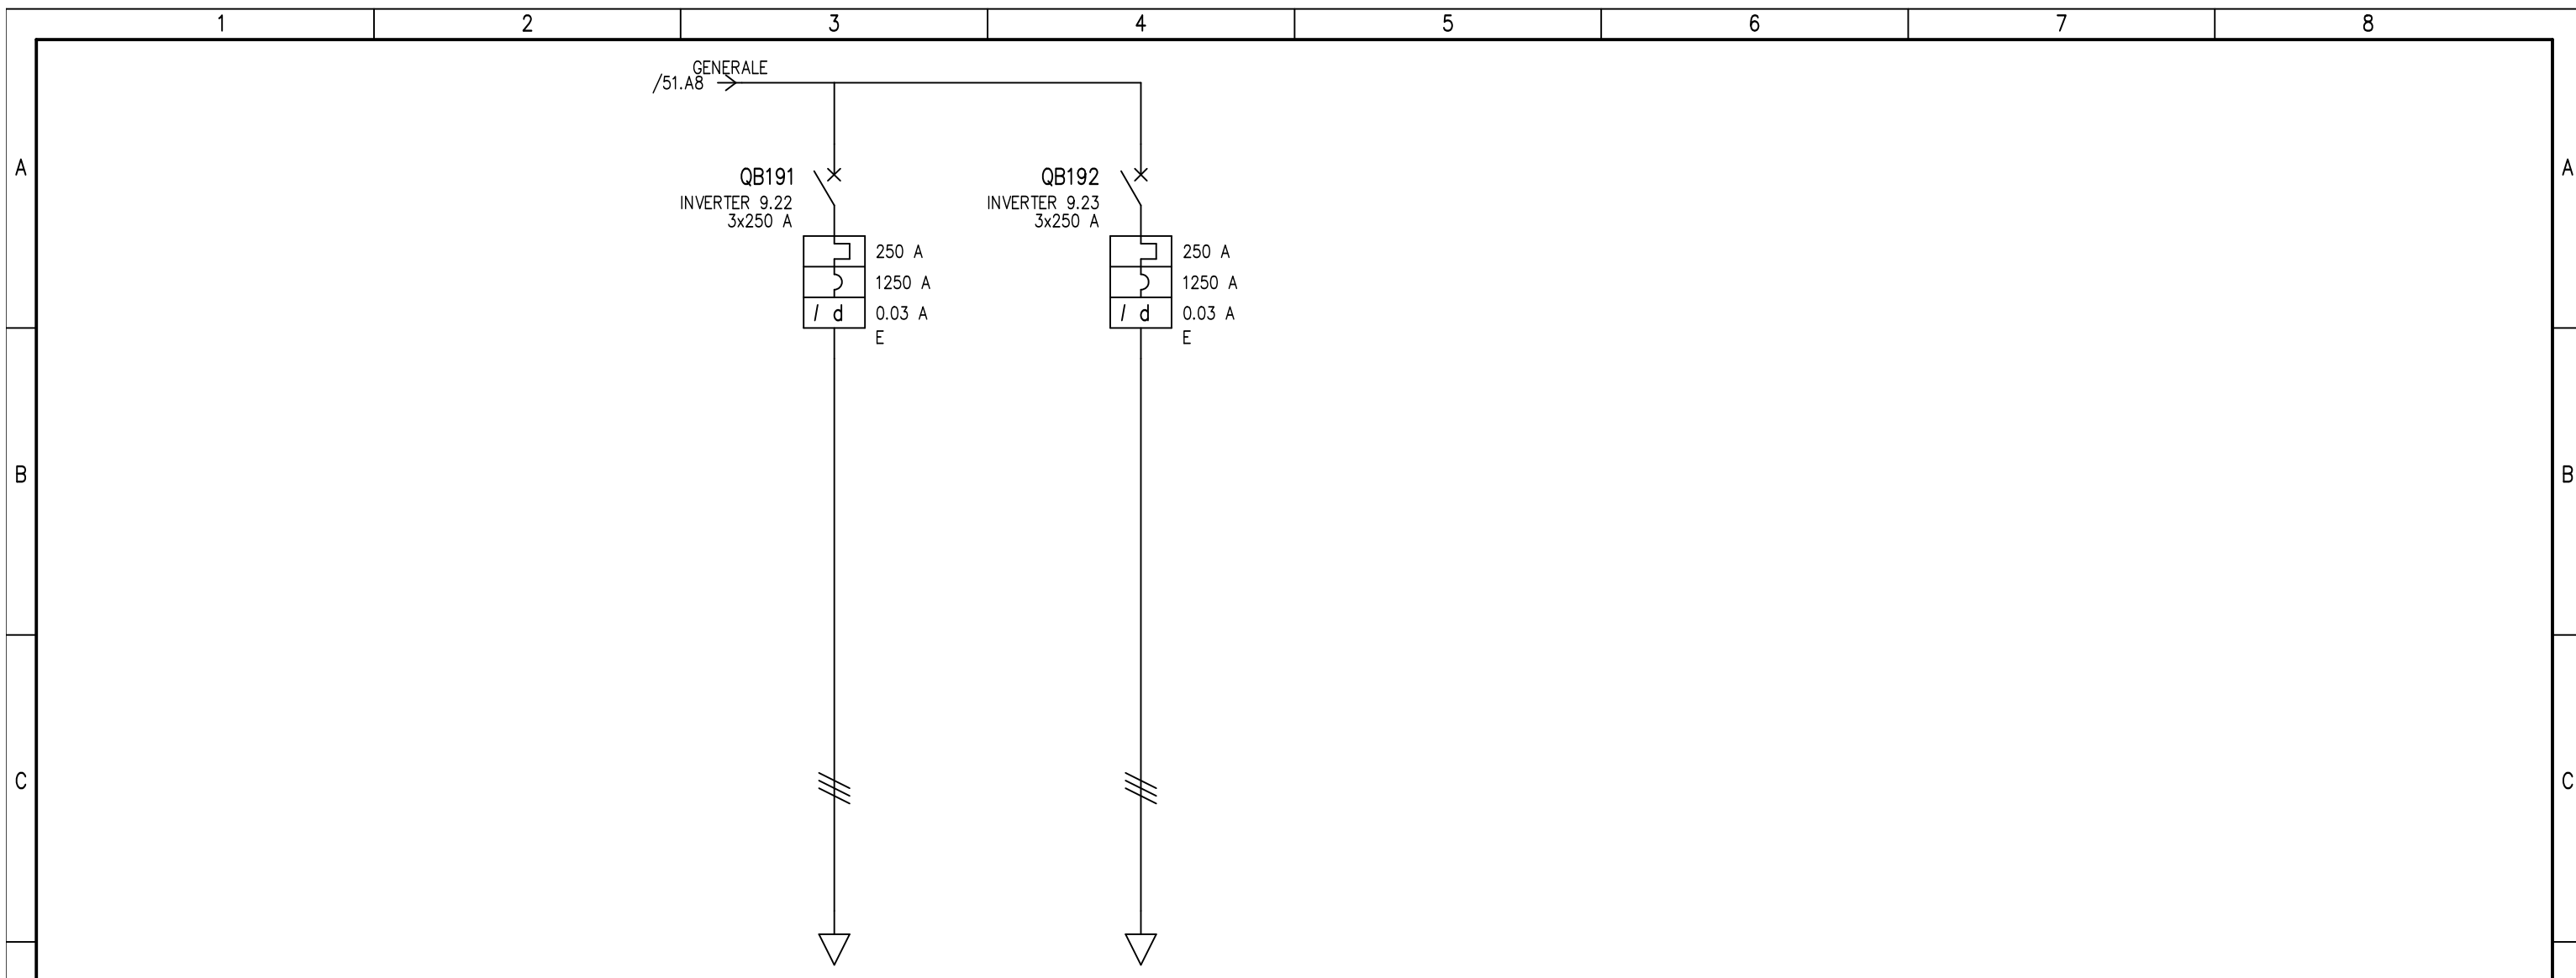 1 2 3 4 5 6 7 8
GENERALE
/51.A8
A A
QB191
INVERTER 9.22
3x250 A
250 A
1250 A
I d 0.03 A
E
QB192
INVERTER 9.23
3x250 A
250 A
1250 A
I d 0.03 A
E
B B
C C